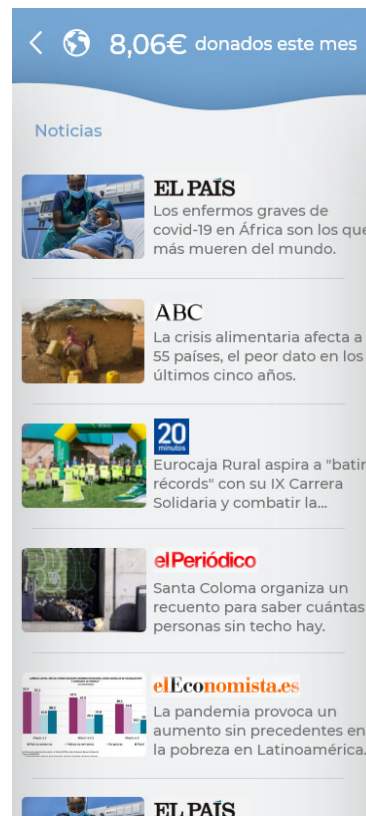 8,06€ donados este mes
Noticias
EL PAÍS
Los enfermos graves de
covid-19 en África son los que
más mueren del mundo.
ABC
La crisis alimentaria afecta a
55 países, el peor dato en los
últimos cinco años.
20
minutos
Eurocaja Rural aspira a "batir
récords" con su IX Carrera
Solidaria y combatir la...
elPeriódico
Santa Coloma organiza un
recuento para saber cuántas
personas sin techo hay.
elEconomista.es
La pandemia provoca un
aumento sin precedentes en
la pobreza en Latinoamérica.
EL PAÍS